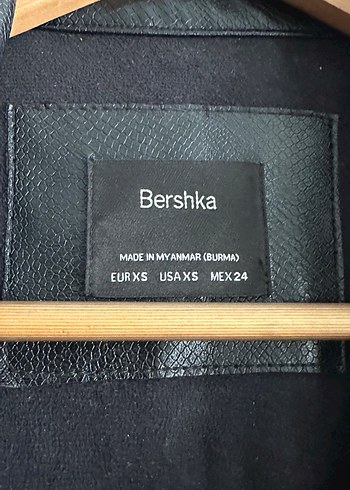 Bershka
MADE IN MYANMAR (BURMA)
EUR XS USA XS MEX 24